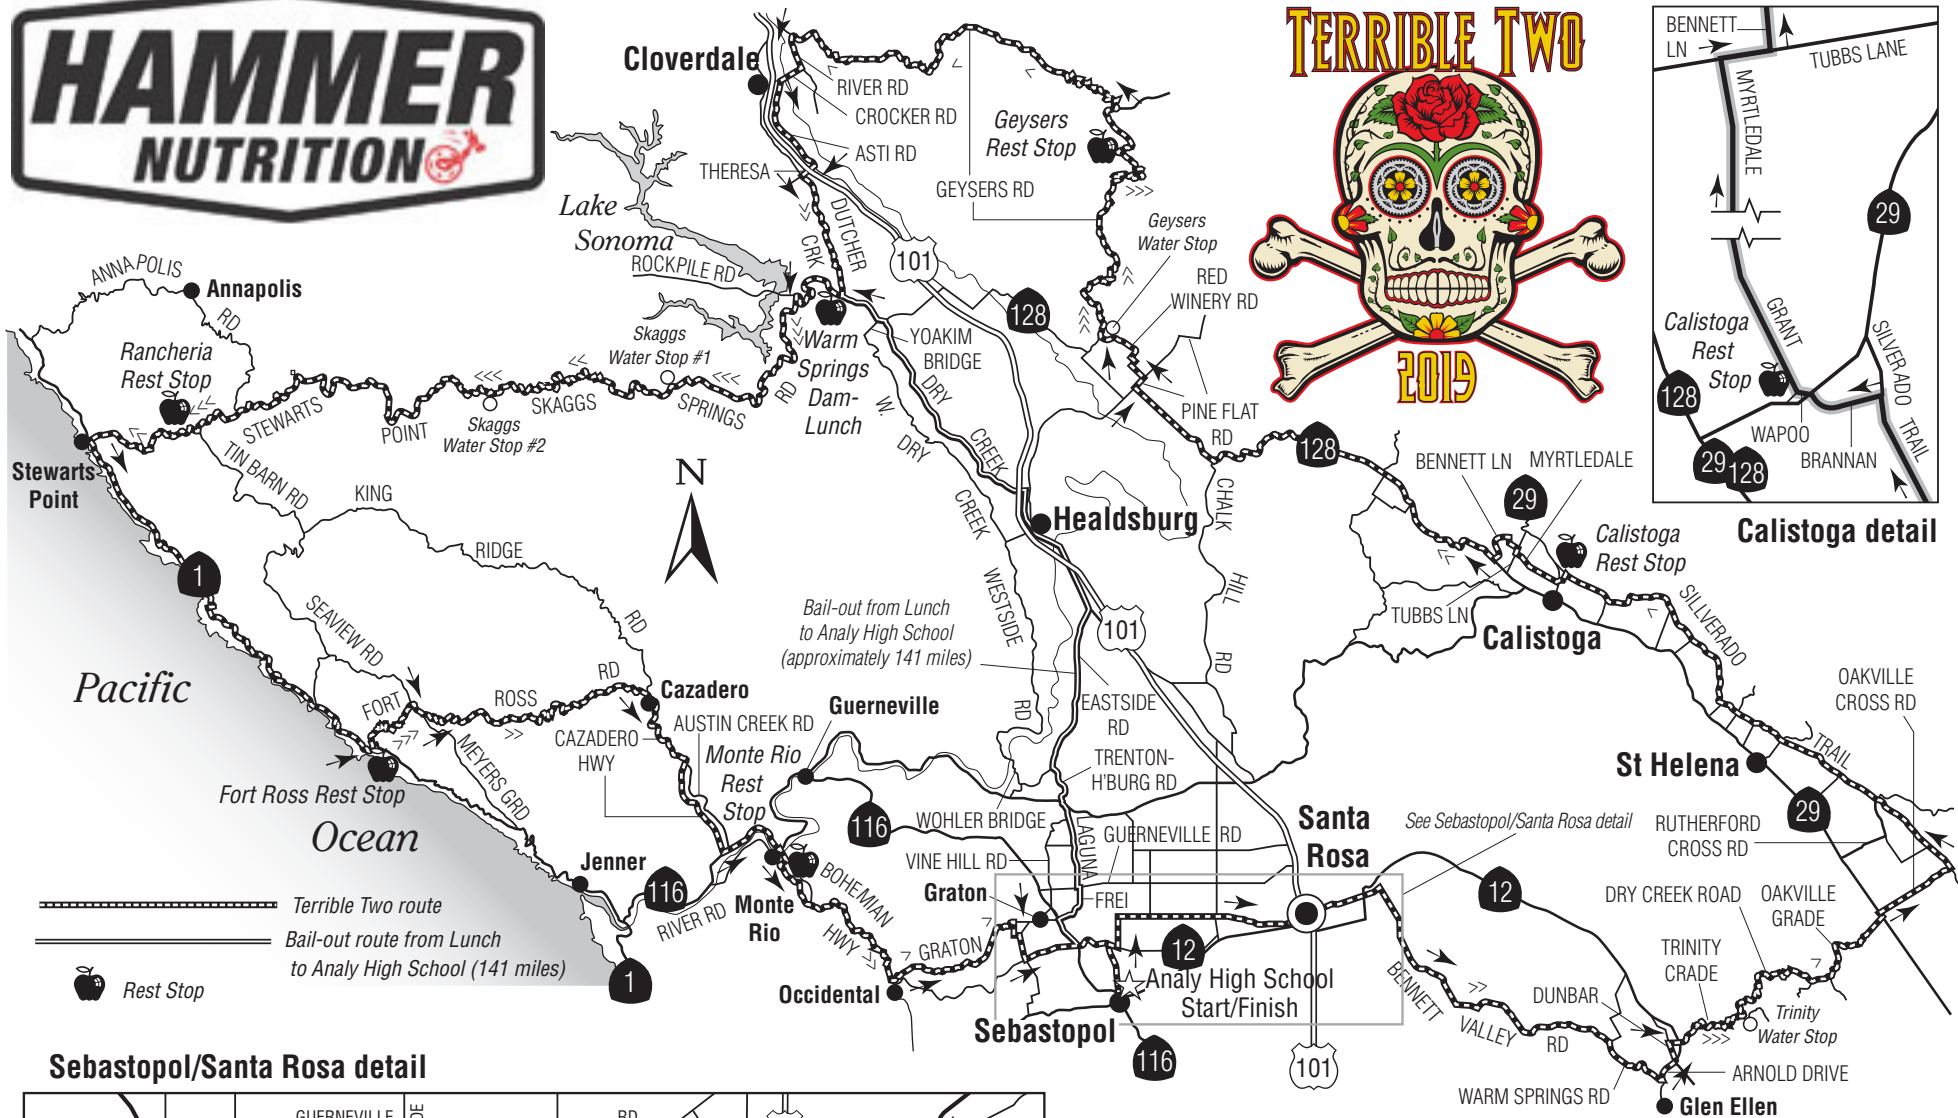 HAMMER
NUTRITION
TERRIBLE TWO
2019
Cloverdale
RIVER RD
CROCKER RD
ASTI RD
THERESA
Geysers
Rest Stop
GEYSERS RD
Geysers
Water Stop
RED
WINERY RD
Lake
Sonoma
ROCKPILE RD
DUTCHER
CRK
101
128
ANNAPOLIS
RD
Annapolis
Rancheria
Rest Stop
Skaggs
Water Stop #1
Skaggs
Water Stop #2
Warm
Springs
Dam-
Lunch
YOAKIM
BRIDGE
DRY
CREEK
W.
DRY
CREEK
PINE FLAT
RD
STEWARTS
POINT
SKAGGS
SPRINGS
RD
Stewarts
Point
TIN BARN RD
KING
RIDGE
RD
N
Healdsburg
CHALK
HILL
RD
128
BENNETT LN
MYRTLEDALE
29
Calistoga
Rest Stop
TUBBS LN
Calistoga
SILLVERADO
TRAIL
1
SEAVIEW RD
Pacific
Ocean
FORT
ROSS
RD
Cazadero
AUSTIN CREEK RD
CAZADERO
HWY
MEYERS GRD
Fort Ross Rest Stop
Bail-out from Lunch
to Analy High School
(approximately 141 miles)
WESTSIDE
RD
101
EASTSIDE
RD
TRENTON-
H'BURG RD
Guerneville
Monte Rio
Rest
Stop
116
WOHLER BRIDGE
VINE HILL RD
LAGUNA
GUERNEVILLE RD
FREI
Graton
Santa
Rosa
See Sebastopol/Santa Rosa detail
St Helena
29
OAKVILLE
CROSS RD
RUTHERFORD
CROSS RD
DRY CREEK ROAD
OAKVILLE
GRADE
12
TRINITY
CRADE
Trinity
Water Stop
DUNBAR
ARNOLD DRIVE
Glen Ellen
WARM SPRINGS RD
BENNETT
VALLEY
RD
Jenner
116
RIVER RD
Monte
Rio
BOHEMIAN
HWY
GRATON
Occidental
12
Analy High School
Start/Finish
Sebastopol
116
101
1
Terrible Two route
Bail-out route from Lunch
to Analy High School (141 miles)
Rest Stop
BENNETT
LN
TUBBS LANE
MYRTLEDALE
29
GRANT
Calistoga
Rest
Stop
SILVERADO
TRAIL
128
WAPOO
BRANNAN
29
128
Calistoga detail
Sebastopol/Santa Rosa detail
GUERNEVILLE
RD